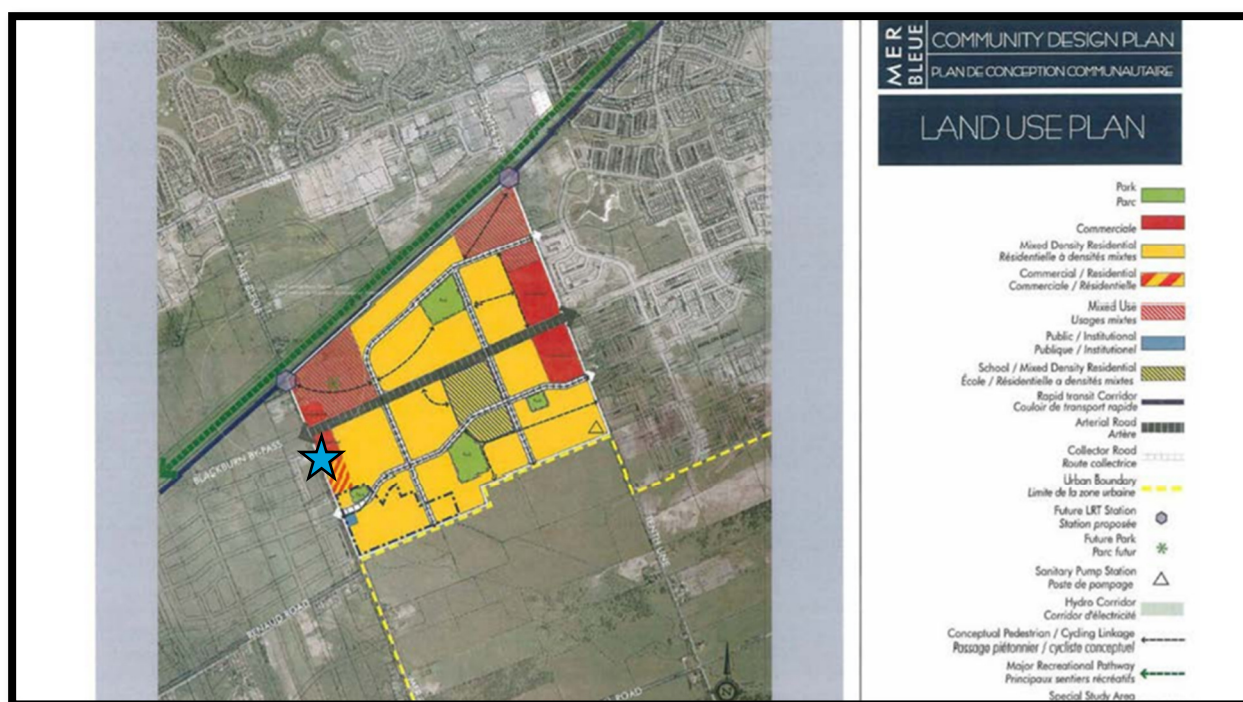 MER
BLEUE
COMMUNITY DESIGN PLAN
PLAN DE CONCEPTION COMMUNAUTAIRE
LAND USE PLAN
Park
Parc
Commerciale
Mixed Density Residential
Résidentielle à densités mixtes
Commercial / Residential
Commerciale / Résidentielle
Mixed Use
Usages mixtes
Public / Institutional
Publique / Institutionel
School / Mixed Density Residential
École / Résidentielle a densités mixtes
Rapid transit Corridor
Couloir de transport rapide
Arterial Road
Artère
Collector Road
Route collectrice
Urban Boundary
Limite de la zone urbaine
Future LRT Station
Station proposée
Future Park
Parc futur
Sanitary Pump Station
Poste de pompage
Hydro Corridor
Corridor d'électricité
Conceptual Pedestrian / Cycling Linkage
Passage piétonnier / cycliste conceptuel
Major Recreational Pathway
Principaux sentiers récréatifs
Special Study Area
BLACKBURN BY-PASS
RENAUD ROAD
TENTH LINE
ROAD
N